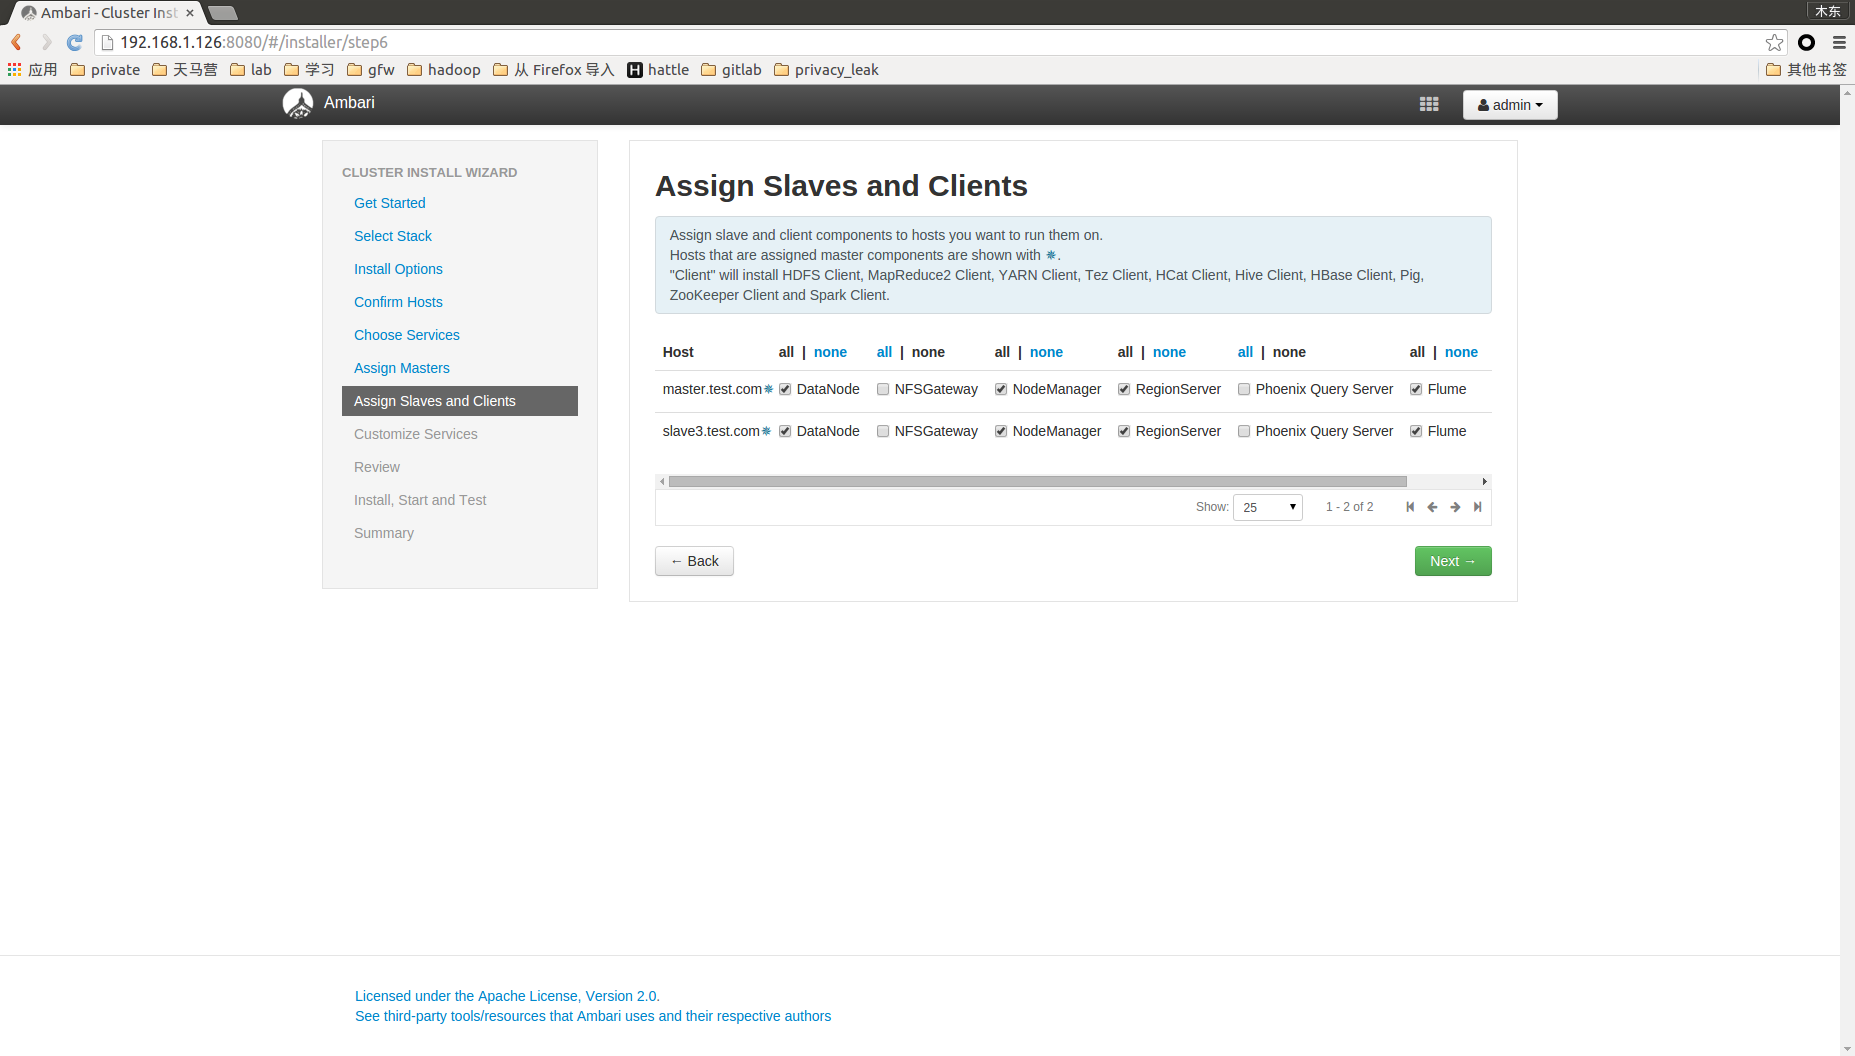 Ambari - Cluster Inst
木东
192.168.1.126:8080/#/installer/step6
应用 private 天马营 lab 学习 gfw hadoop 从 Firefox 导入 H hattle gitlab privacy_leak 其他书签
Ambari
admin
CLUSTER INSTALL WIZARD
Get Started
Select Stack
Install Options
Confirm Hosts
Choose Services
Assign Masters
Assign Slaves and Clients
Customize Services
Review
Install, Start and Test
Summary
Assign Slaves and Clients
Assign slave and client components to hosts you want to run them on.
Hosts that are assigned master components are shown with ✵.
"Client" will install HDFS Client, MapReduce2 Client, YARN Client, Tez Client, HCat Client, Hive Client, HBase Client, Pig,
ZooKeeper Client and Spark Client.
Host all | none all | none all | none all | none all | none all | none
master.test.com✵ DataNode NFSGateway NodeManager RegionServer Phoenix Query Server Flume
slave3.test.com✵ DataNode NFSGateway NodeManager RegionServer Phoenix Query Server Flume
Show: 25 1 - 2 of 2
← Back
Next →
Licensed under the Apache License, Version 2.0.
See third-party tools/resources that Ambari uses and their respective authors